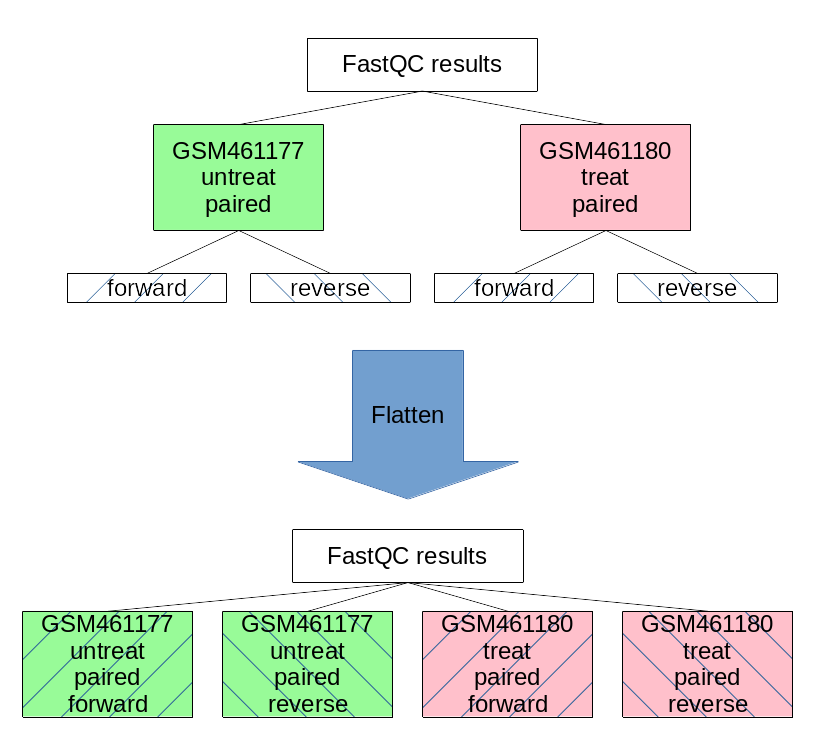 FastQC results
GSM461177
untreat
paired
GSM461180
treat
paired
forward
reverse
forward
reverse
Flatten
FastQC results
GSM461177
untreat
paired
forward
GSM461177
untreat
paired
reverse
GSM461180
treat
paired
forward
GSM461180
treat
paired
reverse